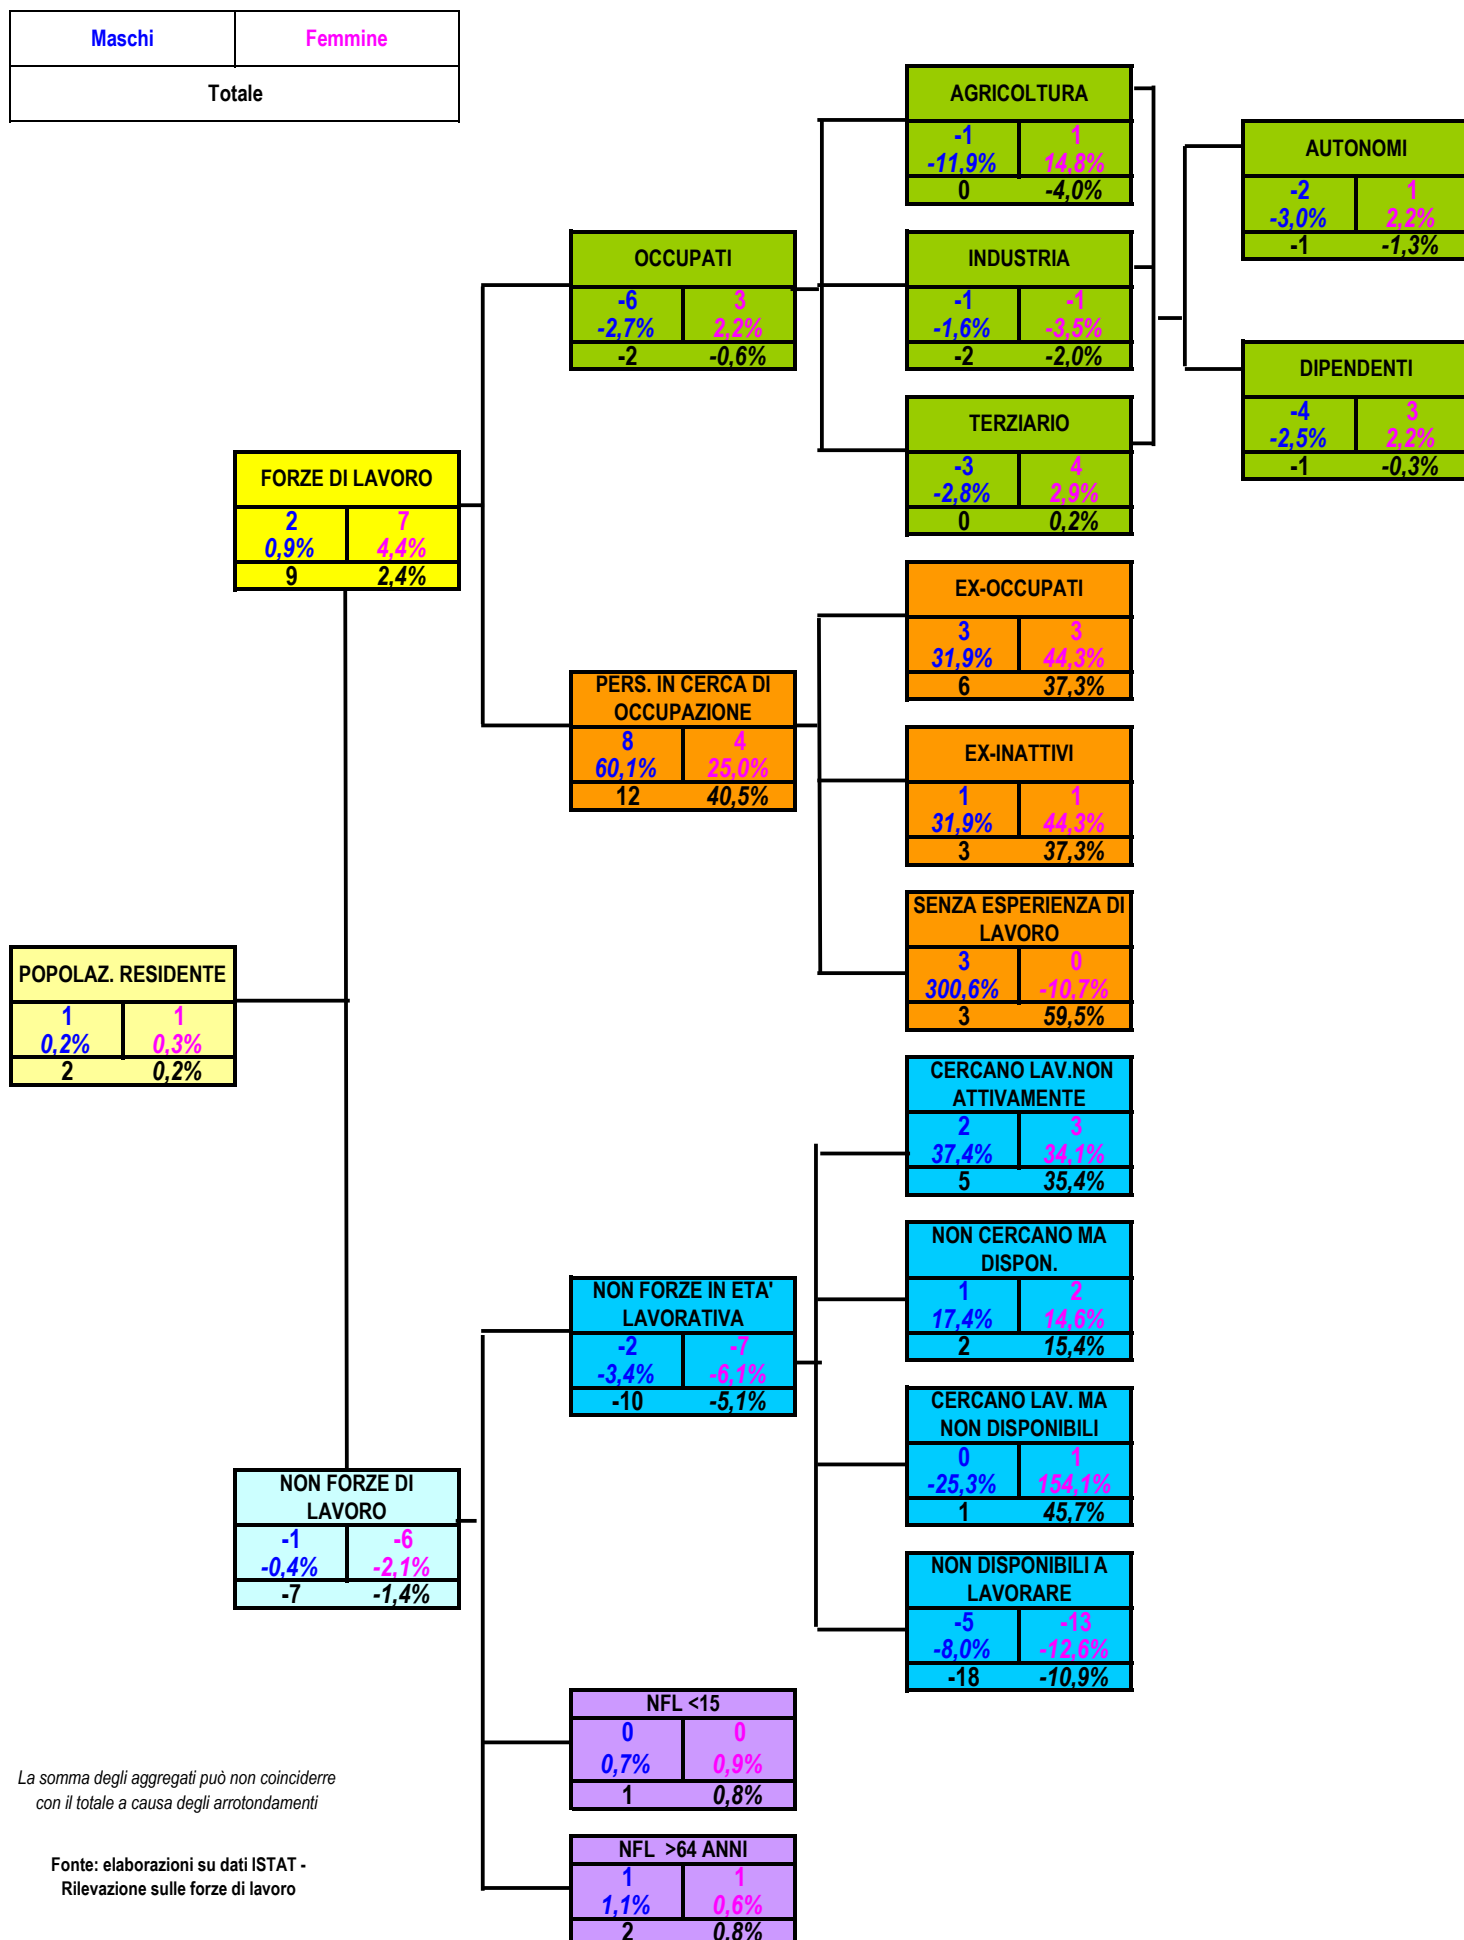 Maschi Femmine
Totale
AGRICOLTURA
-1 1
-11,9% 14,8%
0 -4,0%
AUTONOMI
-2 1
-3,0% 2,2%
-1 -1,3%
OCCUPATI
-6 3
-2,7% 2,2%
-2 -0,6%
INDUSTRIA
-1 -1
-1,6% -3,5%
-2 -2,0%
DIPENDENTI
-4 3
-2,5% 2,2%
-1 -0,3%
TERZIARIO
-3 4
-2,8% 2,9%
0 0,2%
FORZE DI LAVORO
2 7
0,9% 4,4%
9 2,4%
EX-OCCUPATI
3 3
31,9% 44,3%
6 37,3%
PERS. IN CERCA DI
OCCUPAZIONE
8 4
60,1% 25,0%
12 40,5%
EX-INATTIVI
1 1
31,9% 44,3%
3 37,3%
SENZA ESPERIENZA DI
LAVORO
3 0
300,6% -10,7%
3 59,5%
POPOLAZ. RESIDENTE
1 1
0,2% 0,3%
2 0,2%
CERCANO LAV.NON
ATTIVAMENTE
2 3
37,4% 34,1%
5 35,4%
NON CERCANO MA
DISPON.
1 2
17,4% 14,6%
2 15,4%
NON FORZE IN ETA'
LAVORATIVA
-2 -7
-3,4% -6,1%
-10 -5,1%
CERCANO LAV. MA
NON DISPONIBILI
0 1
-25,3% 154,1%
1 45,7%
NON FORZE DI
LAVORO
-1 -6
-0,4% -2,1%
-7 -1,4%
NON DISPONIBILI A
LAVORARE
-5 -13
-8,0% -12,6%
-18 -10,9%
NFL <15
0 0
0,7% 0,9%
1 0,8%
La somma degli aggregati può non coinciderre
con il totale a causa degli arrotondamenti
NFL >64 ANNI
1 1
1,1% 0,6%
2 0,8%
Fonte: elaborazioni su dati ISTAT -
Rilevazione sulle forze di lavoro